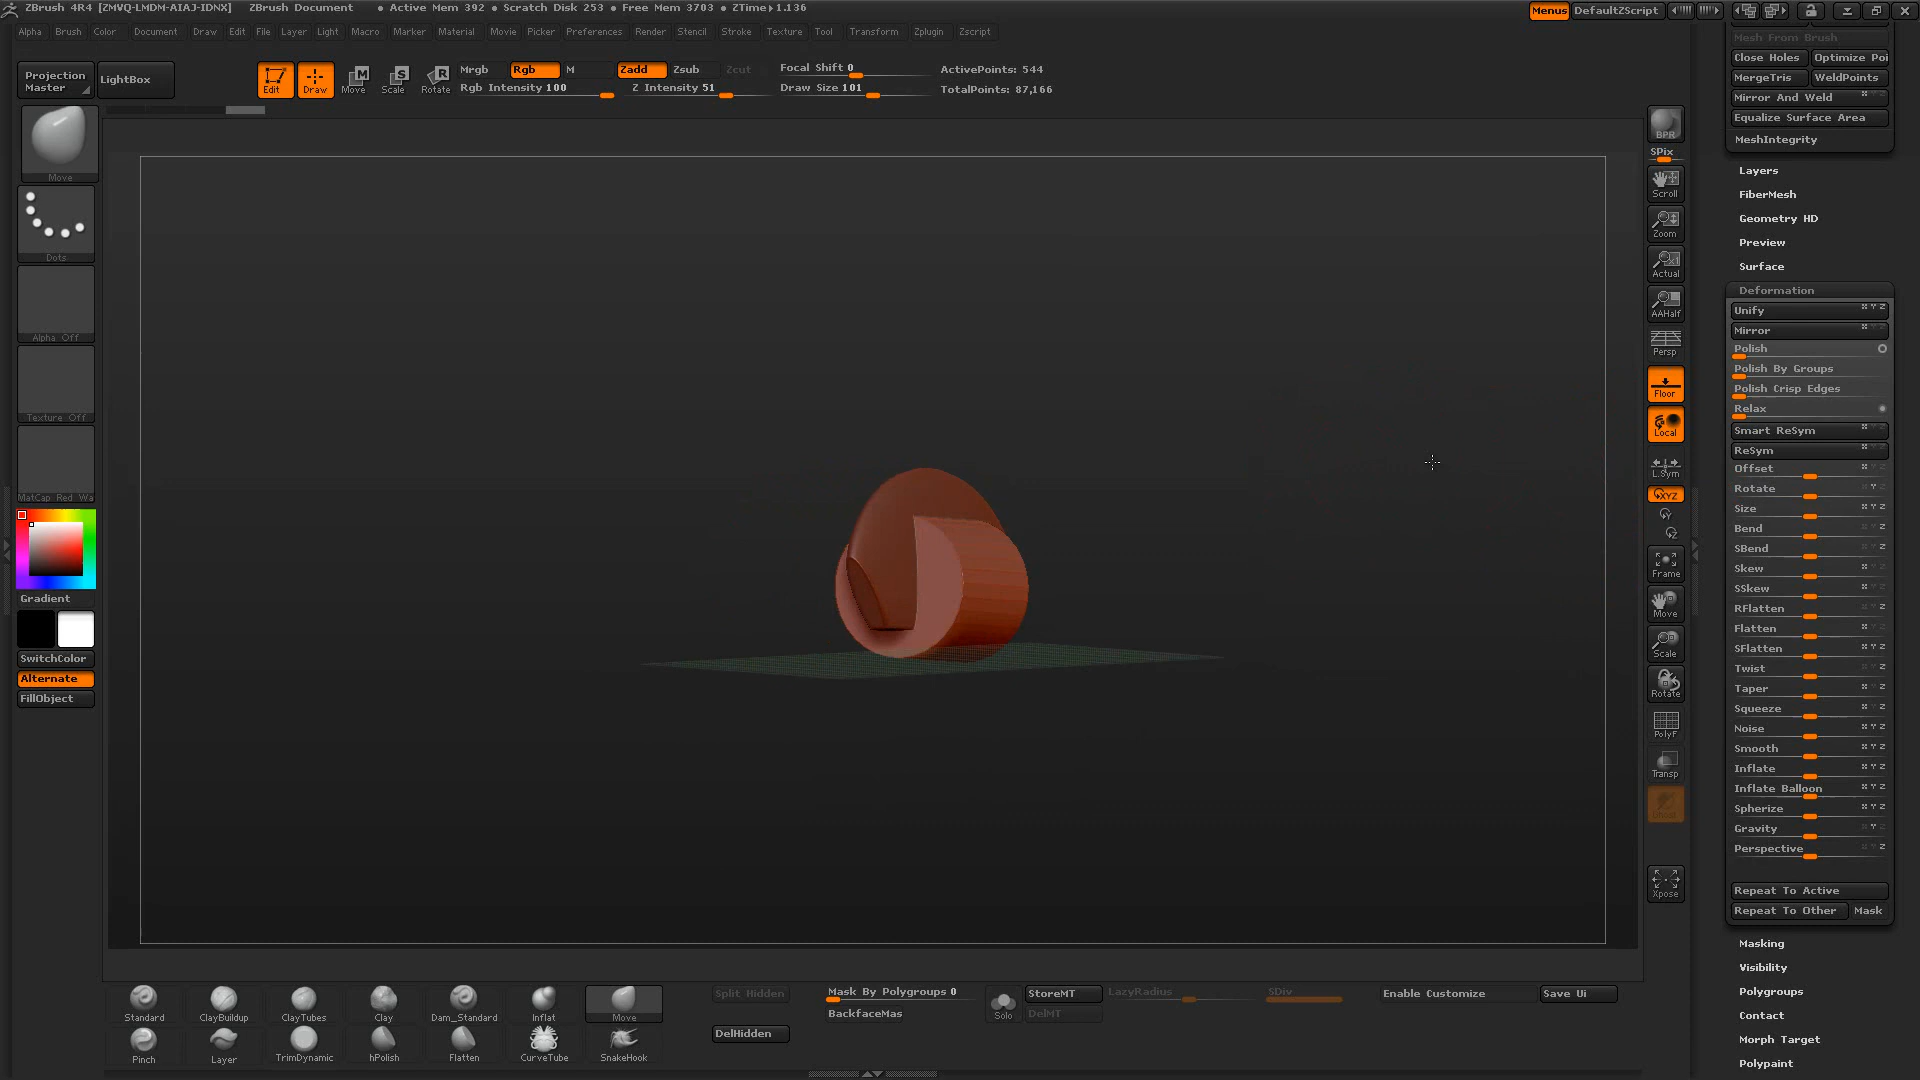 ZBrush 4R4 [ZMVQ-LMDM-AIAJ-IDNX] ZBrush Document • Active Mem 392 • Scratch Disk 253 • Free Mem 3703 • ZTime▸1.136 Menus DefaultZScript
Alpha Brush Color Document Draw Edit File Layer Light Macro Marker Material Movie Picker Preferences Render Stencil Stroke Texture Tool Transform Zplugin Zscript
Projection Master
LightBox
Edit Draw Move Scale Rotate
Mrgb Rgb M Zadd Zsub Zcut
Rgb Intensity 100 Z Intensity 51
Focal Shift 0
Draw Size 101
ActivePoints: 544
TotalPoints: 87,166
Move
Dots
Alpha Off
Texture Off
MatCap Red Wa
Gradient
SwitchColor
Alternate
FillObject
BPR
SPix
Scroll
Zoom
Actual
AAHalf
Persp
Floor
Local
L.Sym
XYZ
Frame
Move
Scale
Rotate
PolyF
Transp
Xpose
Mesh From Brush
Close Holes Optimize Poi
MergeTris WeldPoints
Mirror And Weld
Equalize Surface Area
MeshIntegrity
Layers
FiberMesh
Geometry HD
Preview
Surface
Deformation
Unify
Mirror
Polish
Polish By Groups
Polish Crisp Edges
Relax
Smart ReSym
ReSym
Offset
Rotate
Size
Bend
SBend
Skew
SSkew
RFlatten
Flatten
SFlatten
Twist
Taper
Squeeze
Noise
Smooth
Inflate
Inflate Balloon
Spherize
Gravity
Perspective
Repeat To Active
Repeat To Other Mask
Masking
Visibility
Polygroups
Contact
Morph Target
Polypaint
Standard ClayBuildup ClayTubes Clay Dam_Standard Inflat Move
Pinch Layer TrimDynamic hPolish Flatten CurveTube SnakeHook
Split Hidden
DelHidden
Mask By Polygroups 0
BackfaceMas
Solo
StoreMT
DelMT
LazyRadius
SDiv
Enable Customize
Save Ui